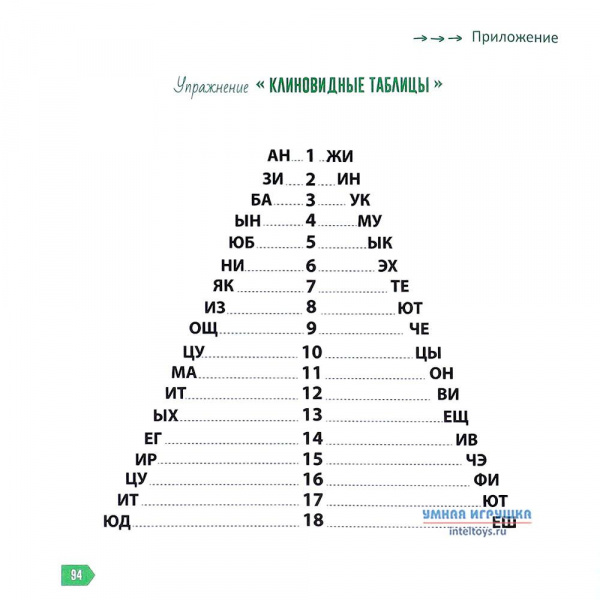 →→→ Приложение
Упражнение « КЛИНОВИДНЫЕ ТАБЛИЦЫ »
АН 1 ЖИ
ЗИ 2 ИН
БА 3 УК
ЫН 4 МУ
ЮБ 5 ЫК
НИ 6 ЭХ
ЯК 7 ТЕ
ИЗ 8 ЮТ
ОЩ 9 ЧЕ
ЦУ 10 ЦЫ
МА 11 ОН
ИТ 12 ВИ
ЫХ 13 ЕЩ
ЕГ 14 ИВ
ИР 15 ЧЭ
ЦУ 16 ФИ
ИТ 17 ЮТ
УМНАЯ ИГРУШКА
ЮД 18 ЕШ
inteltoys.ru
94